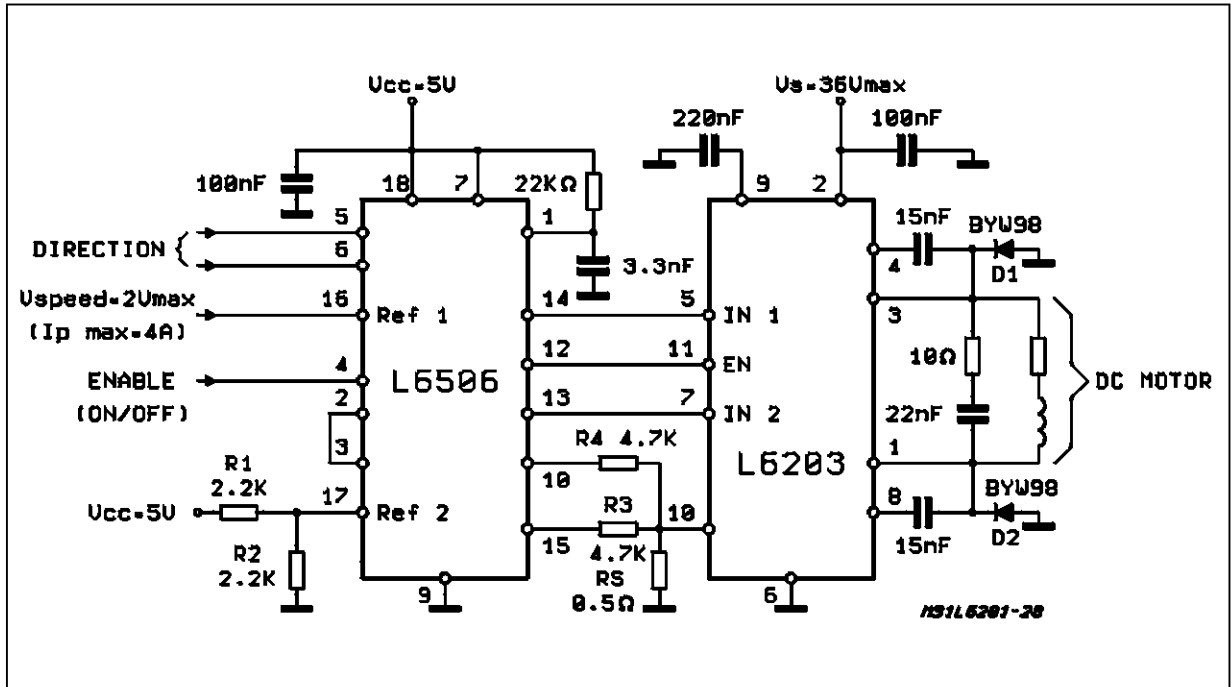 Vcc=5V
Vs=36Vmax
220nF
100nF
100nF
18
7
22KΩ
9
2
15nF
BYW98
5
1
DIRECTION {
6
3.3nF
4
D1
Vspeed=2Vmax
16
Ref 1
14
5
IN 1
3
(Ip max=4A)
12
11
EN
10Ω
ENABLE
4
L6506
DC MOTOR
(ON/OFF)
2
13
7
IN 2
22nF
3
R4 4.7K
L6203
1
R1
10
2.2K
R3
8
BYW98
Vcc=5V
17
Ref 2
10
R2
15
4.7K
15nF
D2
2.2K
RS
9
0.5Ω
6
M91L6201-20